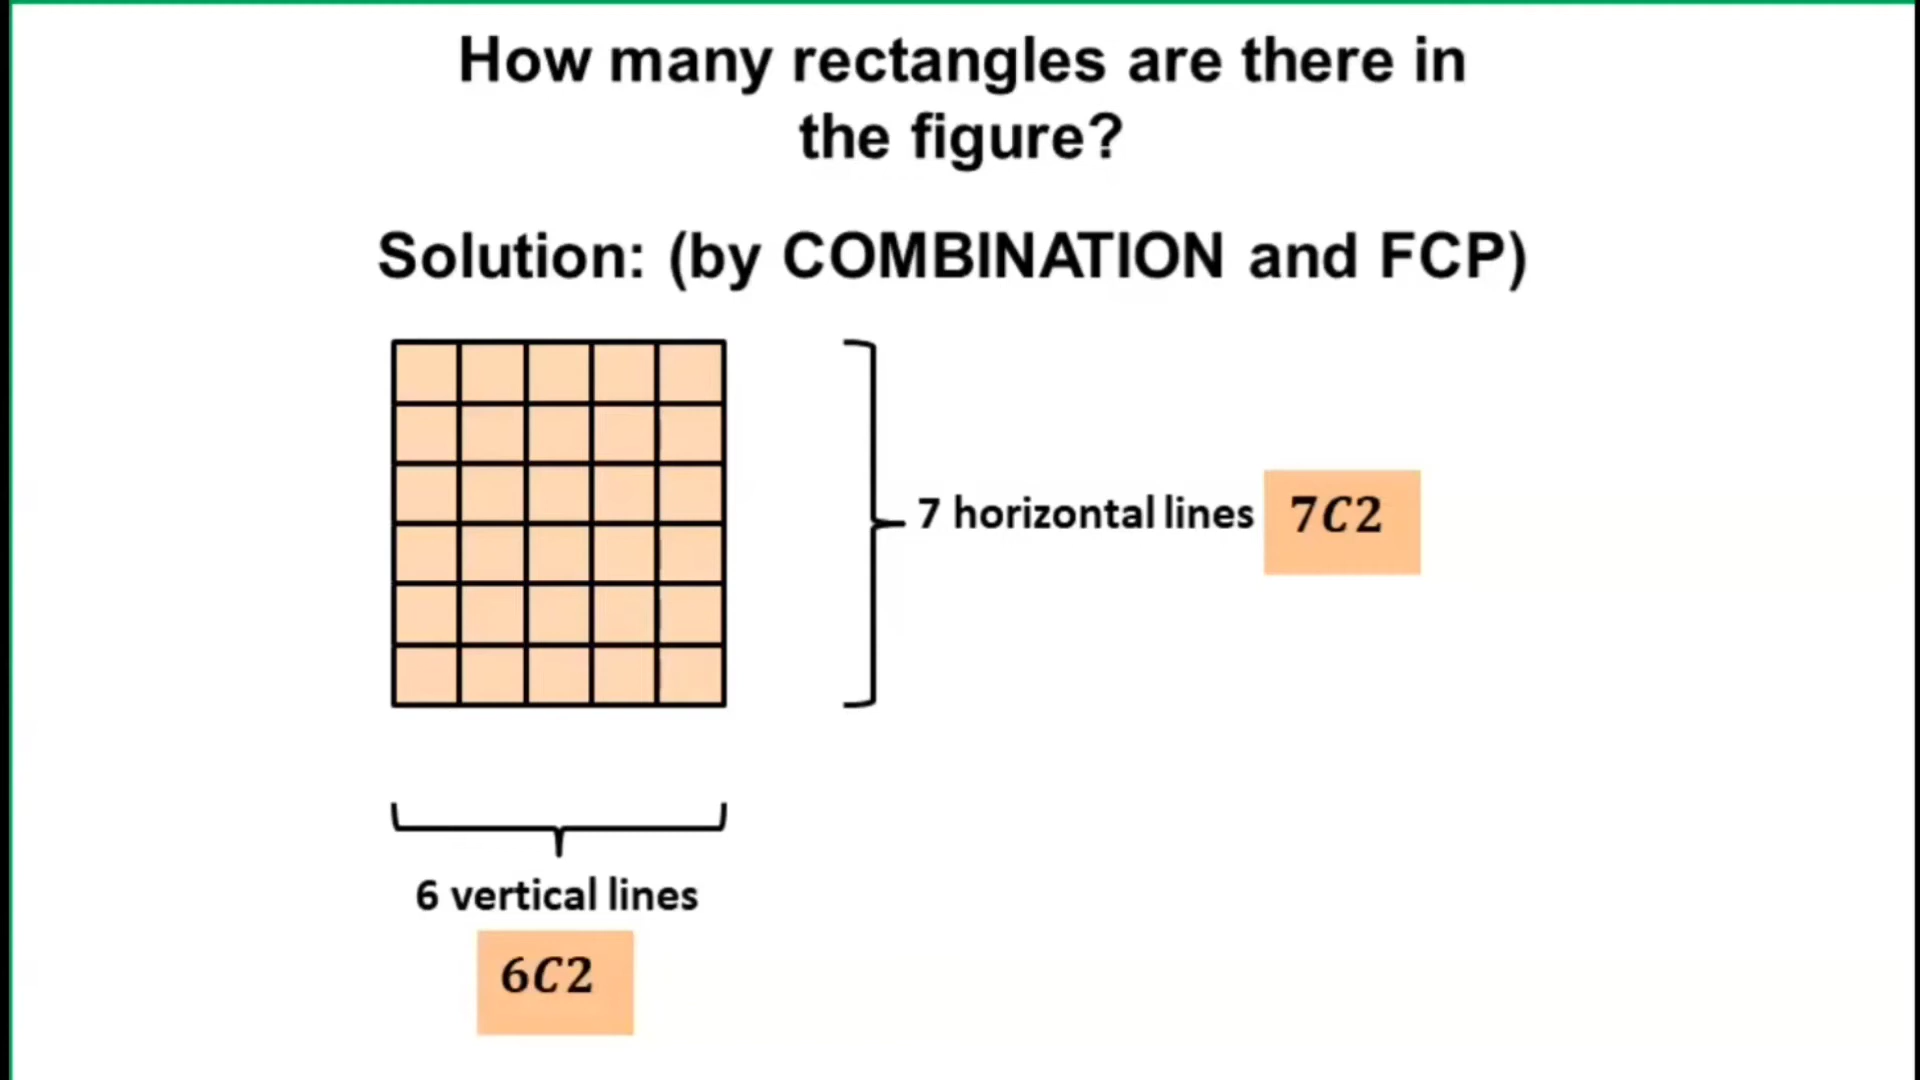 How many rectangles are there in
the figure?
Solution: (by COMBINATION and FCP)
7 horizontal lines 7C2
6 vertical lines
6C2